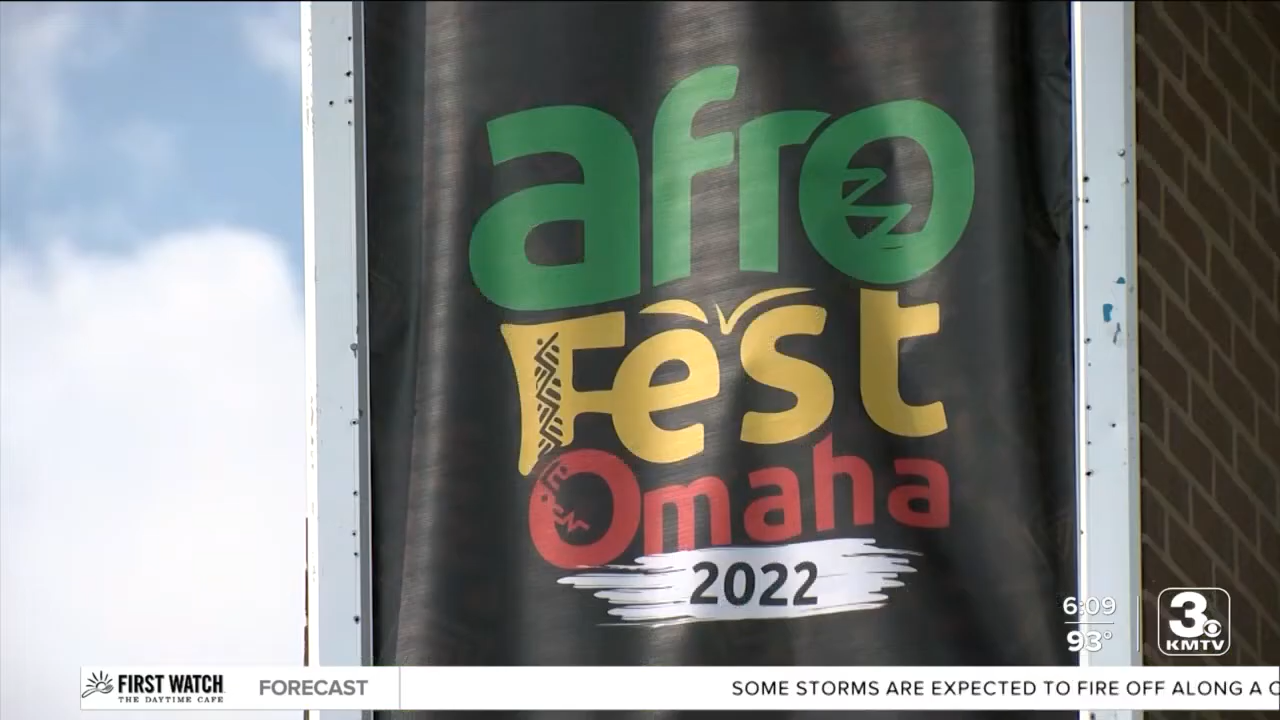 afro
Fest
Omaha
2022
6:09
93°
3
KMTV
FIRST WATCH
THE DAYTIME CAFE
FORECAST
SOME STORMS ARE EXPECTED TO FIRE OFF ALONG A